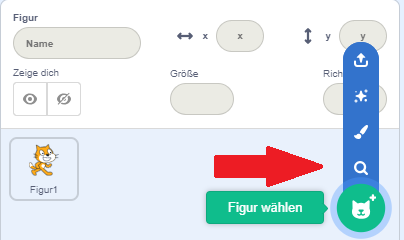 Figur
Name
x x
y y
Zeige dich
Größe
Rich
Figur1
Figur wählen